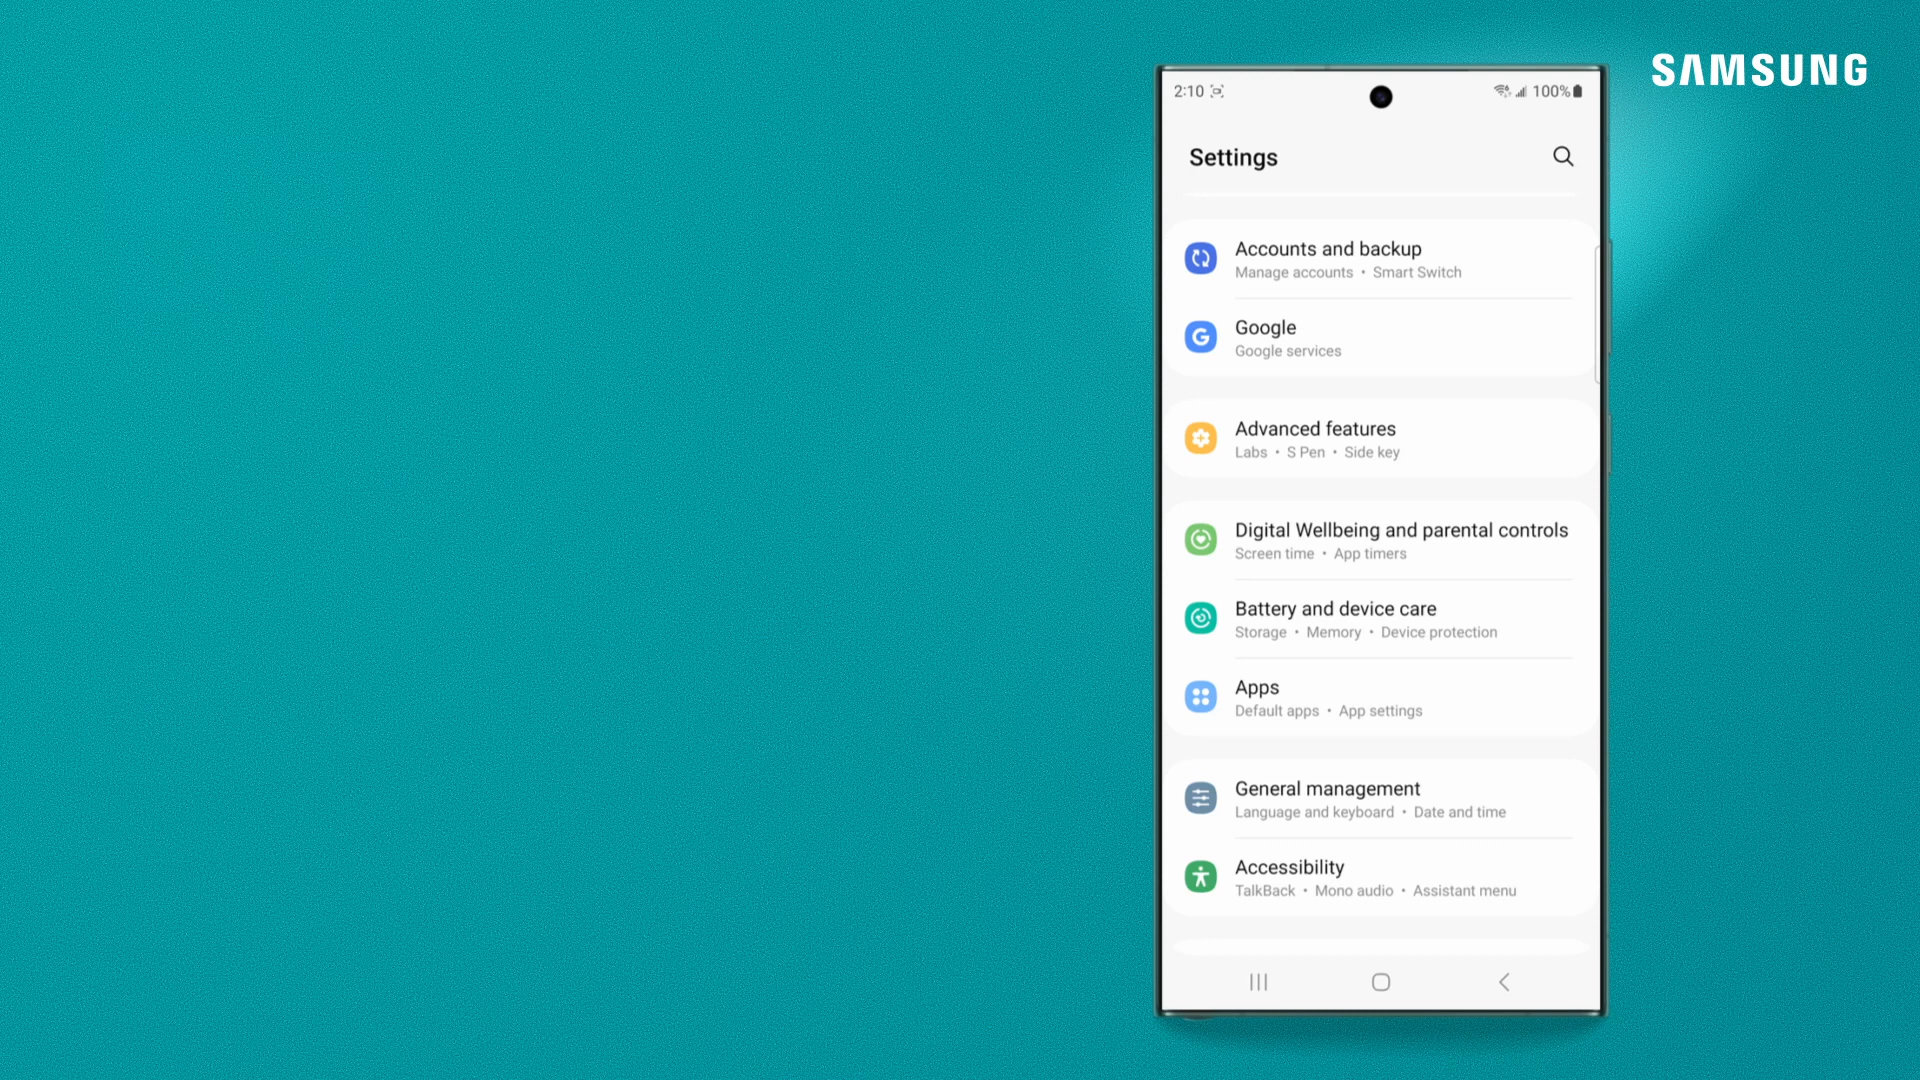 SAMSUNG
2:10
100%
Settings
Accounts and backup
Manage accounts • Smart Switch
Google
Google services
Advanced features
Labs • S Pen • Side key
Digital Wellbeing and parental controls
Screen time • App timers
Battery and device care
Storage • Memory • Device protection
Apps
Default apps • App settings
General management
Language and keyboard • Date and time
Accessibility
TalkBack • Mono audio • Assistant menu